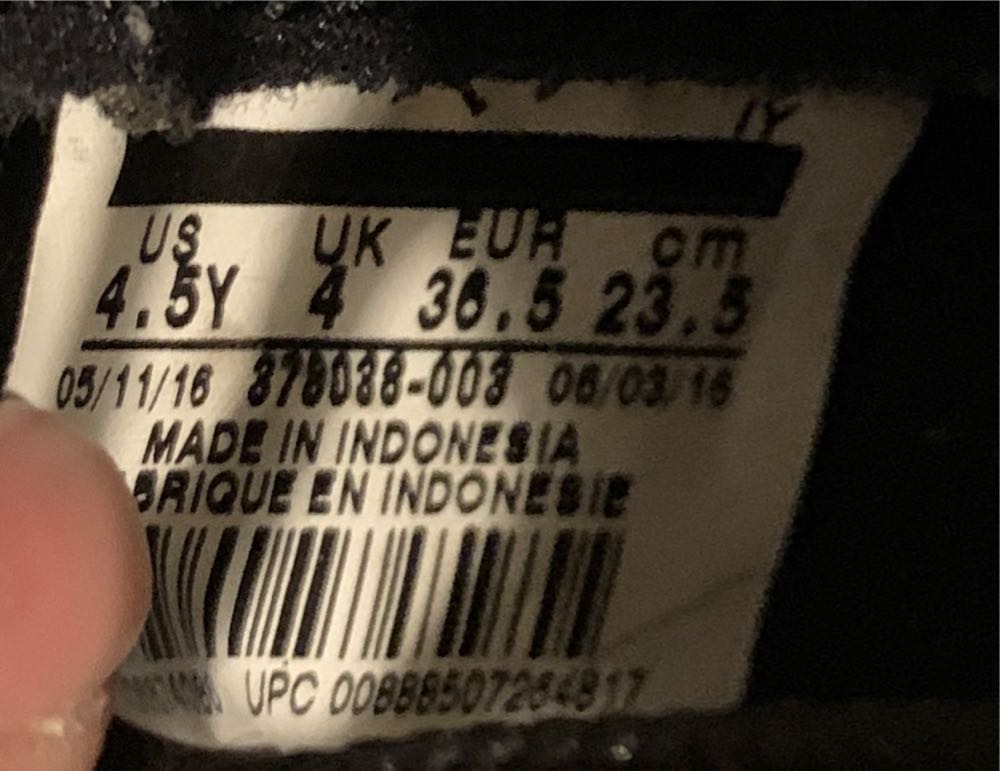 US UK EUR cm
4.5Y 4 36.5 23.5
05/11/16 378038-003 06/03/16
MADE IN INDONESIA
BRIQUE EN INDONESIE
UPC 00888507264817